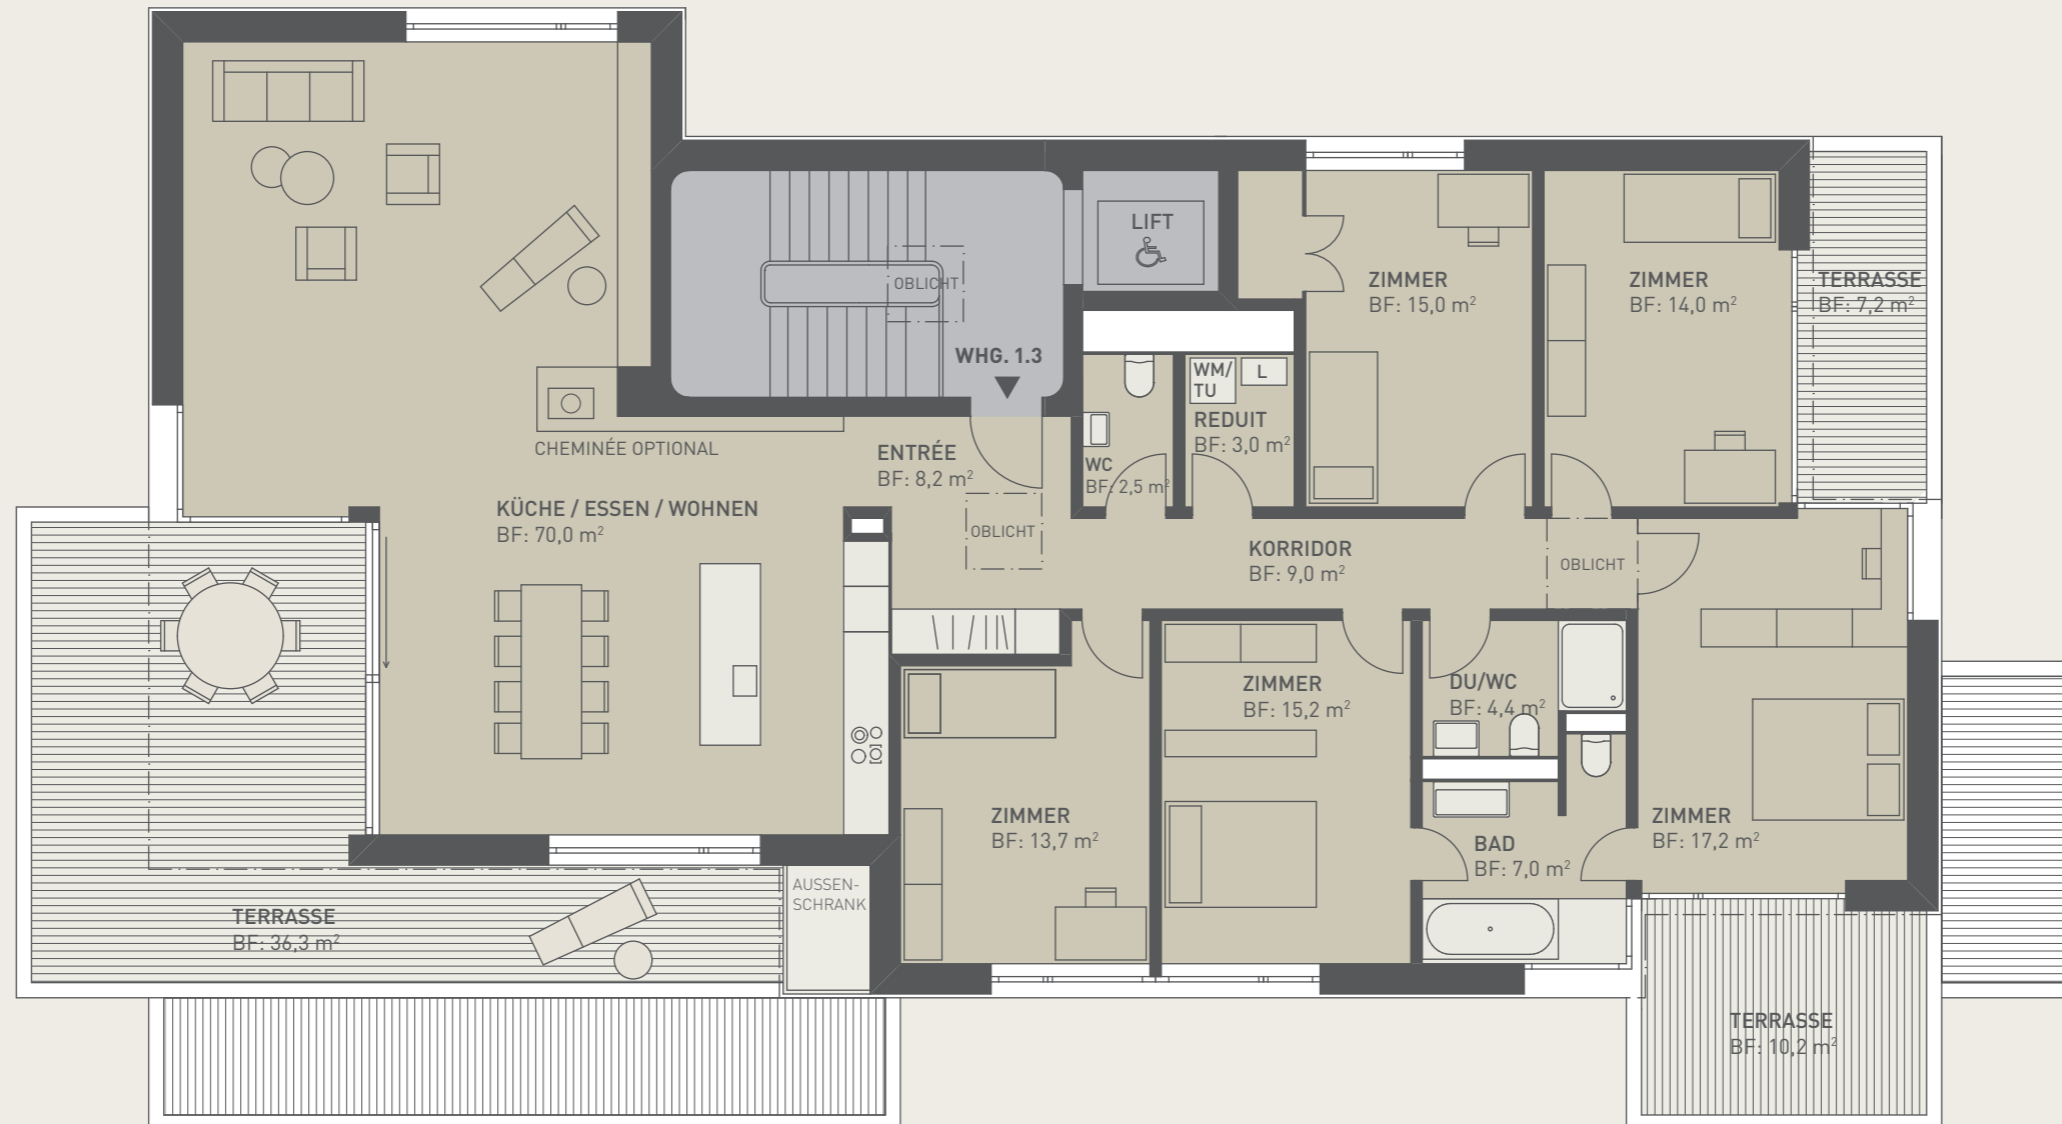 LIFT
OBLICHT
WHG. 1.3
ZIMMER
BF: 15,0 m²
ZIMMER
BF: 14,0 m²
TERRASSE
BF: 7,2 m²
WM/
TU
L
REDUIT
BF: 3,0 m²
WC
BF: 2,5 m²
CHEMINÉE OPTIONAL
ENTRÉE
BF: 8,2 m²
KÜCHE / ESSEN / WOHNEN
BF: 70,0 m²
OBLICHT
KORRIDOR
BF: 9,0 m²
OBLICHT
ZIMMER
BF: 15,2 m²
DU/WC
BF: 4,4 m²
ZIMMER
BF: 13,7 m²
BAD
BF: 7,0 m²
ZIMMER
BF: 17,2 m²
AUSSEN-
SCHRANK
TERRASSE
BF: 36,3 m²
TERRASSE
BF: 10,2 m²